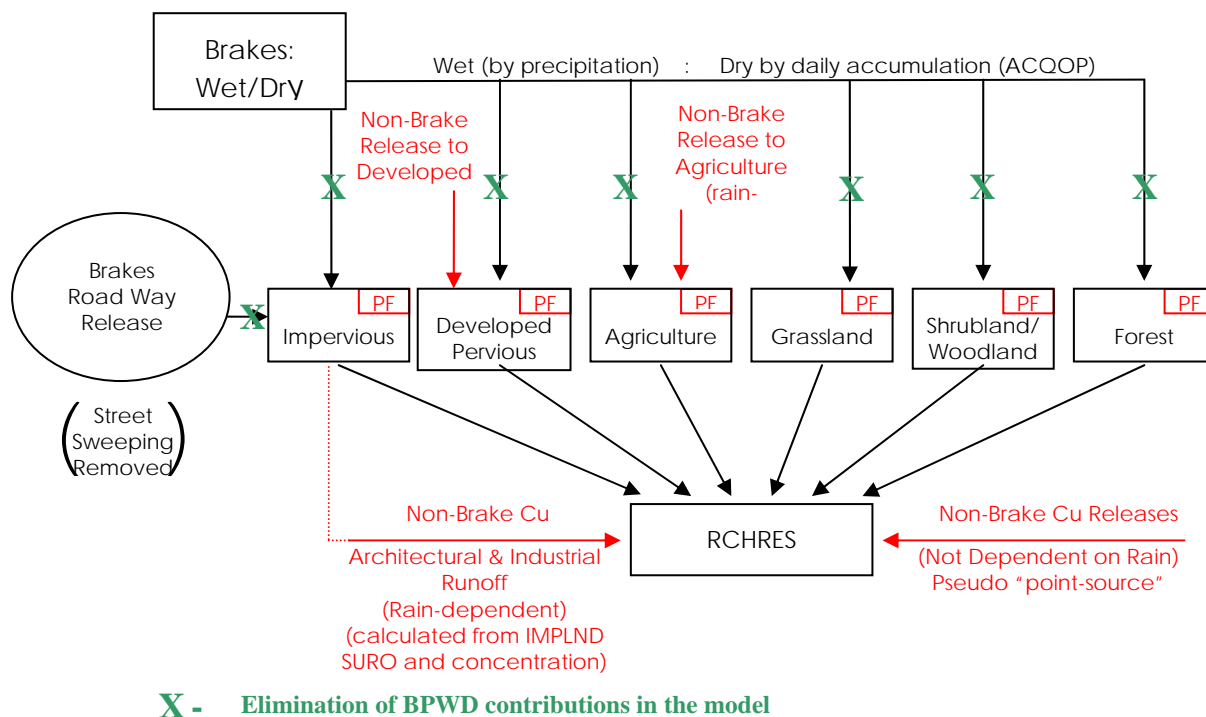 Brakes:
Wet/Dry
Wet (by precipitation) : Dry by daily accumulation (ACQOP)
Non-Brake
Release to
Developed
Non-Brake
Release to
Agriculture
(rain-
X X X X X X
Brakes
Road Way
Release
X
PF
Impervious
PF
Developed
Pervious
PF
Agriculture
PF
Grassland
PF
Shrubland/
Woodland
PF
Forest
(Street
Sweeping
Removed)
Non-Brake Cu
Architectural & Industrial
Runoff
(Rain-dependent)
(calculated from IMPLND
SURO and concentration)
RCHRES
Non-Brake Cu Releases
(Not Dependent on Rain)
Pseudo “point-source”
X - Elimination of BPWD contributions in the model